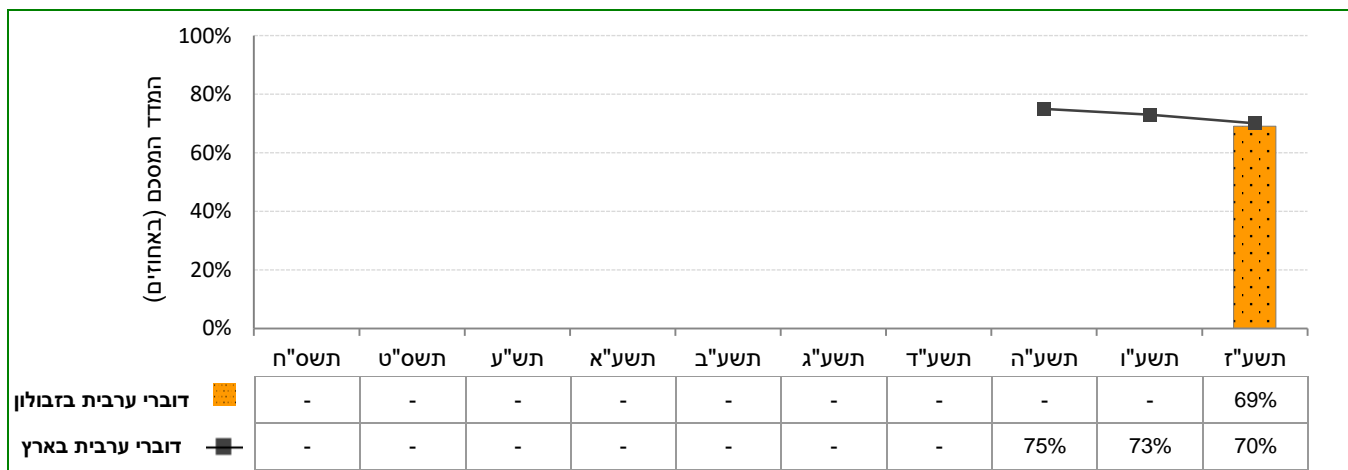 המדד המסכם (באחוזים)
100%
80%
60%
40%
20%
0%
תשס"ח תשס"ט תש"ע תשע"א תשע"ב תשע"ג תשע"ד תשע"ה תשע"ו תשע"ז
דוברי ערבית בזבולון - - - - - - - - - 69%
דוברי ערבית בארץ - - - - - - - 75% 73% 70%